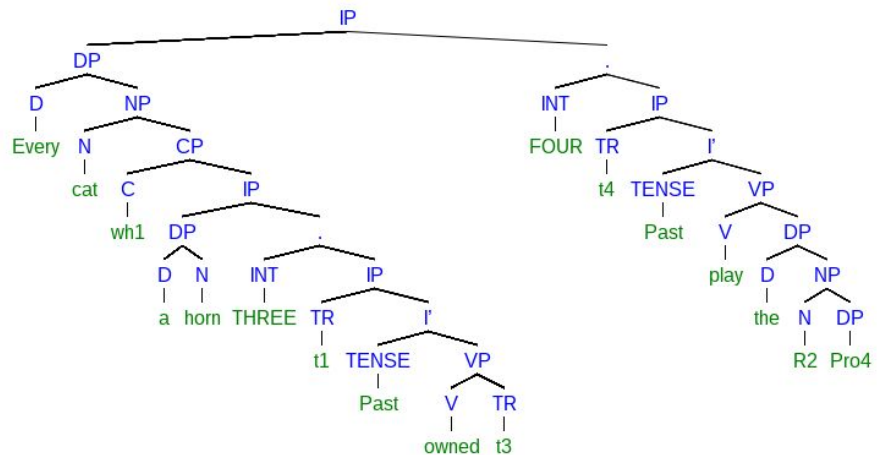 IP
DP .
D NP INT IP
Every N CP FOUR TR I'
cat C IP t4 TENSE VP
wh1 DP . Past V DP
D N INT IP play D NP
a horn THREE TR I' the N DP
t1 TENSE VP R2 Pro4
Past V TR
owned t3